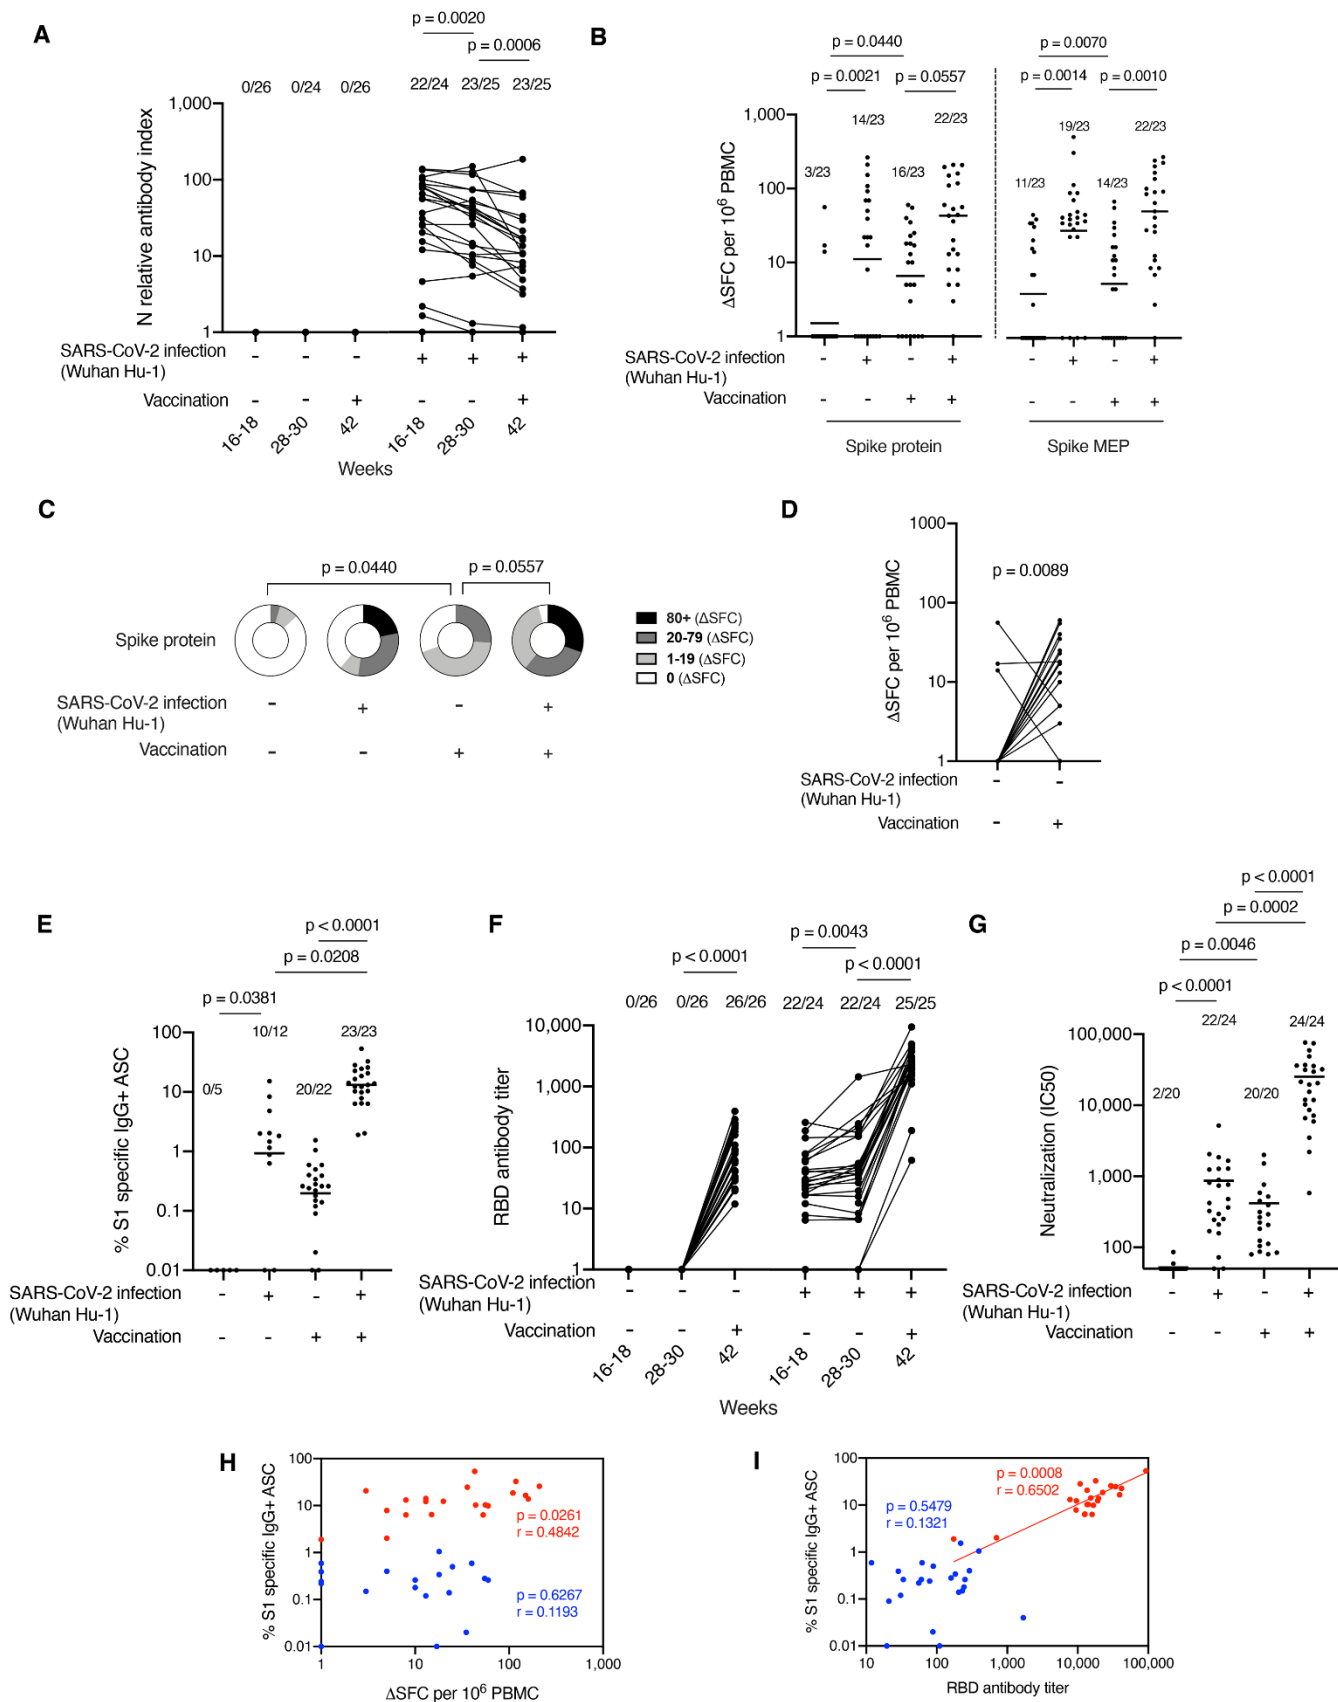 A
p = 0.0020
p = 0.0006
0/26 0/24 0/26 22/24 23/25 23/25
1,000
100
10
1
N relative antibody index
SARS-CoV-2 infection - - - + + +
(Wuhan Hu-1)
Vaccination - - + - - +
16-18 28-30 42 16-18 28-30 42
Weeks
B
p = 0.0440 p = 0.0070
p = 0.0021 p = 0.0557 p = 0.0014 p = 0.0010
3/23 14/23 16/23 22/23 11/23 19/23 14/23 22/23
1,000
100
10
1
ΔSFC per 10⁶ PBMC
SARS-CoV-2 infection - + - + - + - +
(Wuhan Hu-1)
Vaccination - - + + - - + +
Spike protein Spike MEP
C
p = 0.0440 p = 0.0557
Spike protein
80+ (ΔSFC)
20-79 (ΔSFC)
1-19 (ΔSFC)
0 (ΔSFC)
SARS-CoV-2 infection - + - +
(Wuhan Hu-1)
Vaccination - - + +
D
p = 0.0089
1000
100
10
1
ΔSFC per 10⁶ PBMC
SARS-CoV-2 infection - -
(Wuhan Hu-1)
Vaccination - +
E
p < 0.0001
p = 0.0208
p = 0.0381
0/5 10/12 20/22 23/23
100
10
1
0.1
0.01
% S1 specific IgG+ ASC
SARS-CoV-2 infection - + - +
(Wuhan Hu-1)
Vaccination - - + +
F
p = 0.0043
p <0.0001 p <0.0001
0/26 0/26 26/26 22/24 22/24 25/25
10,000
1,000
100
10
1
RBD antibody titer
SARS-CoV-2 infection - - - + + +
(Wuhan Hu-1)
Vaccination - - + - - +
16-18 28-30 42 16-18 28-30 42
Weeks
G
p < 0.0001
p = 0.0002
p = 0.0046
p < 0.0001
2/20 22/24 20/20 24/24
100,000
10,000
1,000
100
Neutralization (IC50)
SARS-CoV-2 infection - + - +
(Wuhan Hu-1)
Vaccination - - + +
H
100
10
1
0.1
0.01
% S1 specific IgG+ ASC
p = 0.0261
r = 0.4842
p = 0.6267
r = 0.1193
1 10 100 1,000
ΔSFC per 10⁶ PBMC
I
100
10
1
0.1
0.01
% S1 specific IgG+ ASC
p = 0.0008
r = 0.6502
p = 0.5479
r = 0.1321
10 100 1,000 10,000 100,000
RBD antibody titer